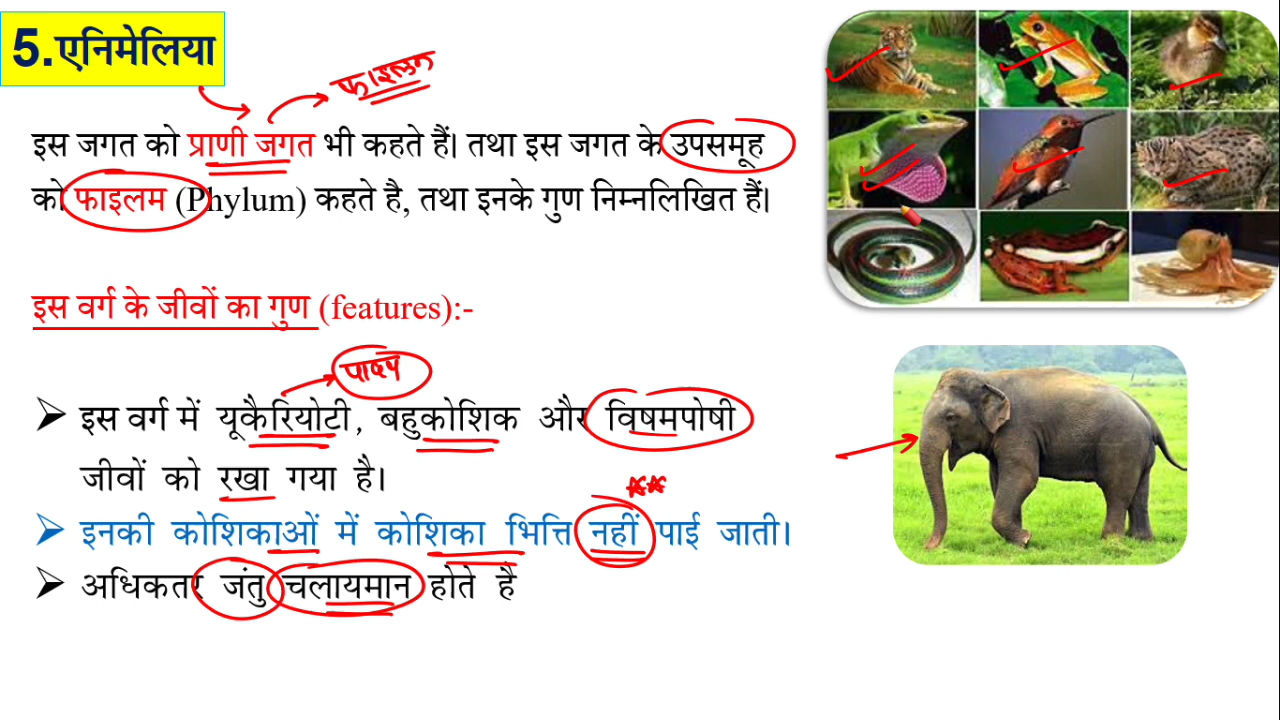 5.एनिमेलिया
फाइलम
इस जगत को प्राणी जगत भी कहते हैं। तथा इस जगत के उपसमूह
को फाइलम (Phylum) कहते है, तथा इनके गुण निम्नलिखित हैं।
इस वर्ग के जीवों का गुण (features):-
पादप
➢ इस वर्ग में यूकैरियोटी, बहुकोशिक और विषमपोषी
जीवों को रखा गया है।
➢ इनकी कोशिकाओं में कोशिका भित्ति नहीं पाई जाती।
➢ अधिकतर जंतु चलायमान होते है